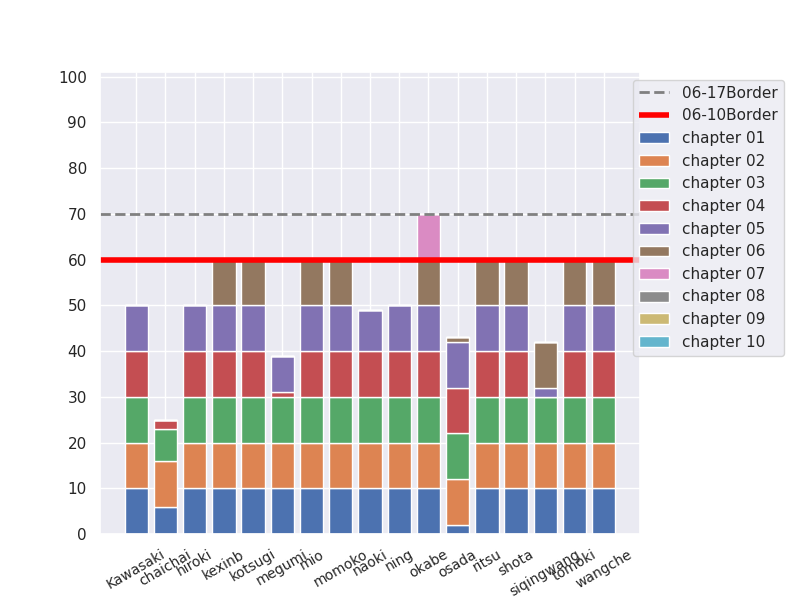 100
90
80
70
60
50
40
30
20
10
0
06-17Border
06-10Border
chapter 01
chapter 02
chapter 03
chapter 04
chapter 05
chapter 06
chapter 07
chapter 08
chapter 09
chapter 10
Kawasaki
chaichai
hiroki
kexinb
kotsugi
megumi
mio
momoko
naoki
ning
okabe
osada
ritsu
shota
siqingwang
tomoki
wangche